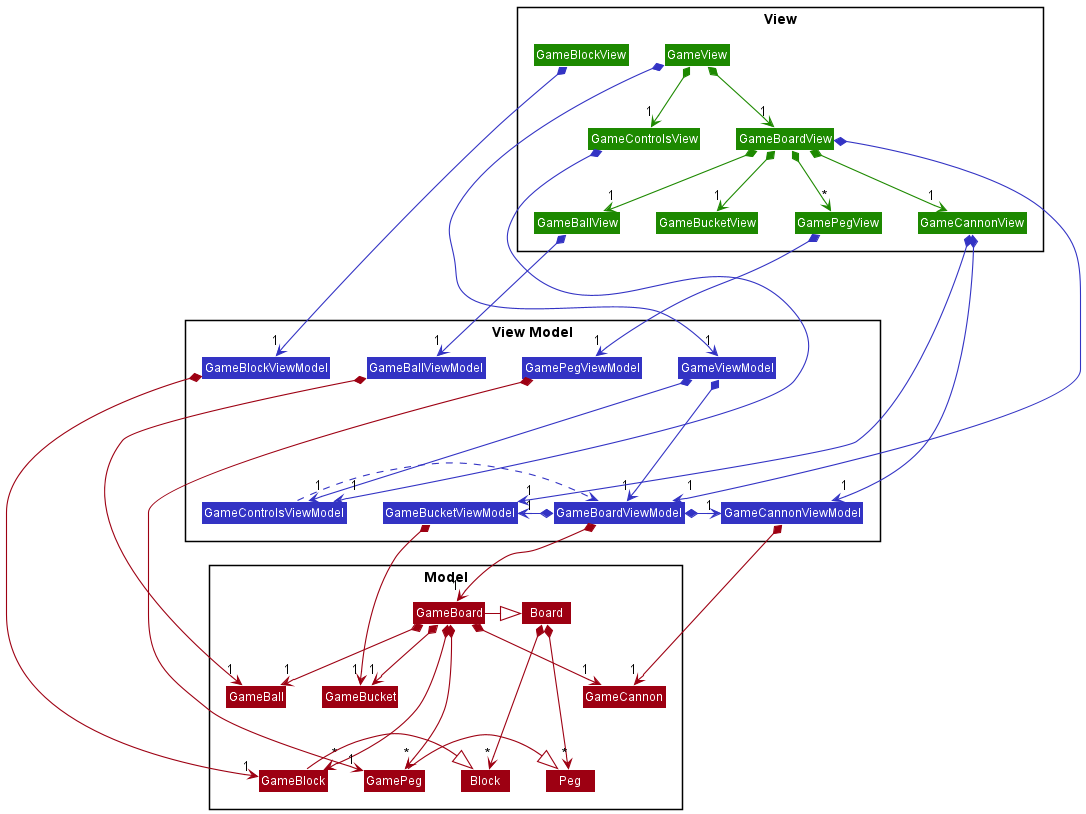 View
GameBlockView
GameView
1
1
GameControlsView
GameBoardView
1
1
*
1
GameBallView
GameBucketView
GamePegView
GameCannonView
View Model
1
1
1
1
GameBlockViewModel
GameBallViewModel
GamePegViewModel
GameViewModel
1
1
1
1
1
1
GameControlsViewModel
GameBucketViewModel
1
GameBoardViewModel
1
GameCannonViewModel
Model
1
GameBoard
Board
1
1
1
1
1
1
GameBall
GameBucket
GameCannon
1
*
1
*
*
*
GameBlock
GamePeg
Block
Peg